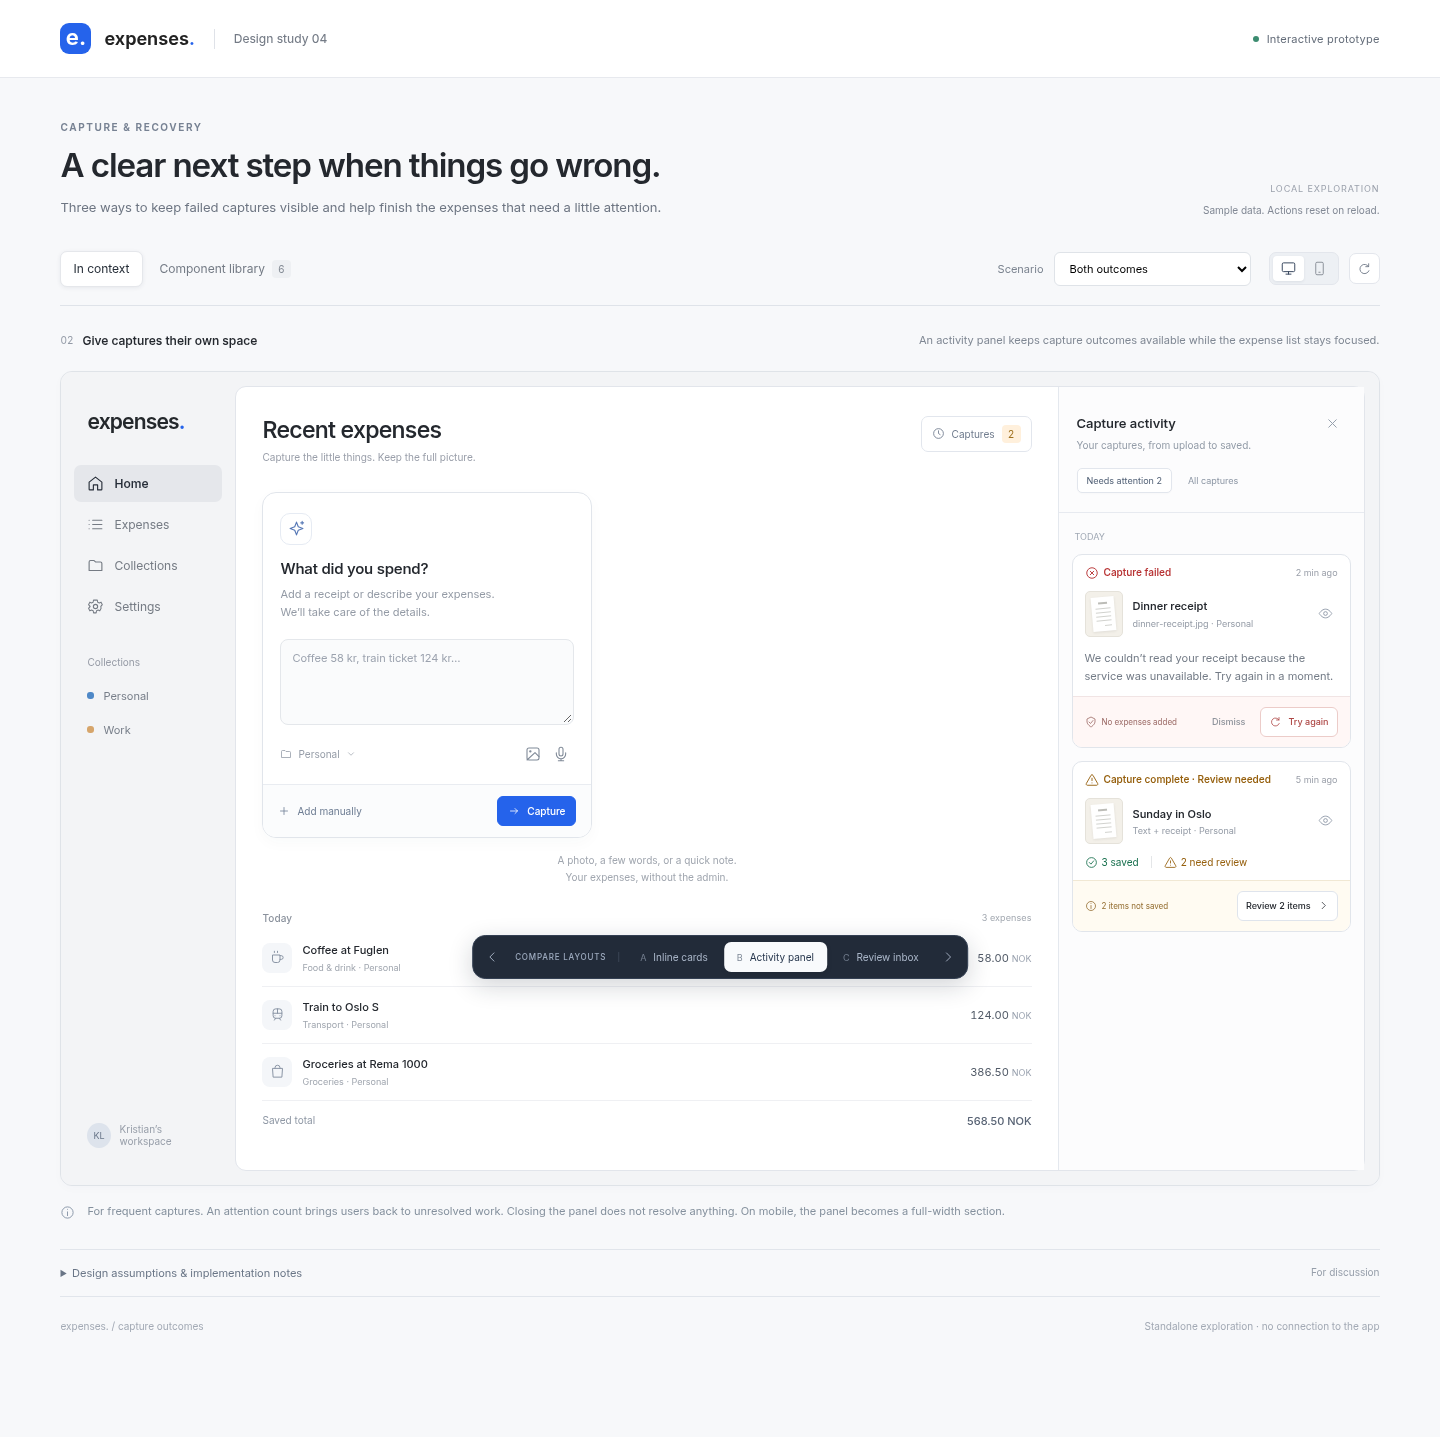 e. expenses. Design study 04
Interactive prototype
CAPTURE & RECOVERY
A clear next step when things go wrong.
Three ways to keep failed captures visible and help finish the expenses that need a little attention.
LOCAL EXPLORATION
Sample data. Actions reset on reload.
In context
Component library 6
Scenario
Both outcomes
02 Give captures their own space
An activity panel keeps capture outcomes available while the expense list stays focused.
expenses.
Home
Expenses
Collections
Settings
Collections
Personal
Work
KL
Kristian's
workspace
Recent expenses
Capture the little things. Keep the full picture.
Captures 2
What did you spend?
Add a receipt or describe your expenses.
We'll take care of the details.
Coffee 58 kr, train ticket 124 kr...
Personal
Add manually
Capture
A photo, a few words, or a quick note.
Your expenses, without the admin.
Today
3 expenses
Coffee at Fuglen
Food & drink · Personal
58.00 NOK
Train to Oslo S
Transport · Personal
124.00 NOK
Groceries at Rema 1000
Groceries · Personal
386.50 NOK
Saved total
568.50 NOK
COMPARE LAYOUTS
A Inline cards
B Activity panel
C Review inbox
Capture activity
Your captures, from upload to saved.
Needs attention 2
All captures
TODAY
Capture failed
2 min ago
Dinner receipt
dinner-receipt.jpg · Personal
We couldn't read your receipt because the
service was unavailable. Try again in a moment.
No expenses added
Dismiss
Try again
Capture complete · Review needed
5 min ago
Sunday in Oslo
Text + receipt · Personal
3 saved
2 need review
2 items not saved
Review 2 items
For frequent captures. An attention count brings users back to unresolved work. Closing the panel does not resolve anything. On mobile, the panel becomes a full-width section.
Design assumptions & implementation notes
For discussion
expenses. / capture outcomes
Standalone exploration · no connection to the app